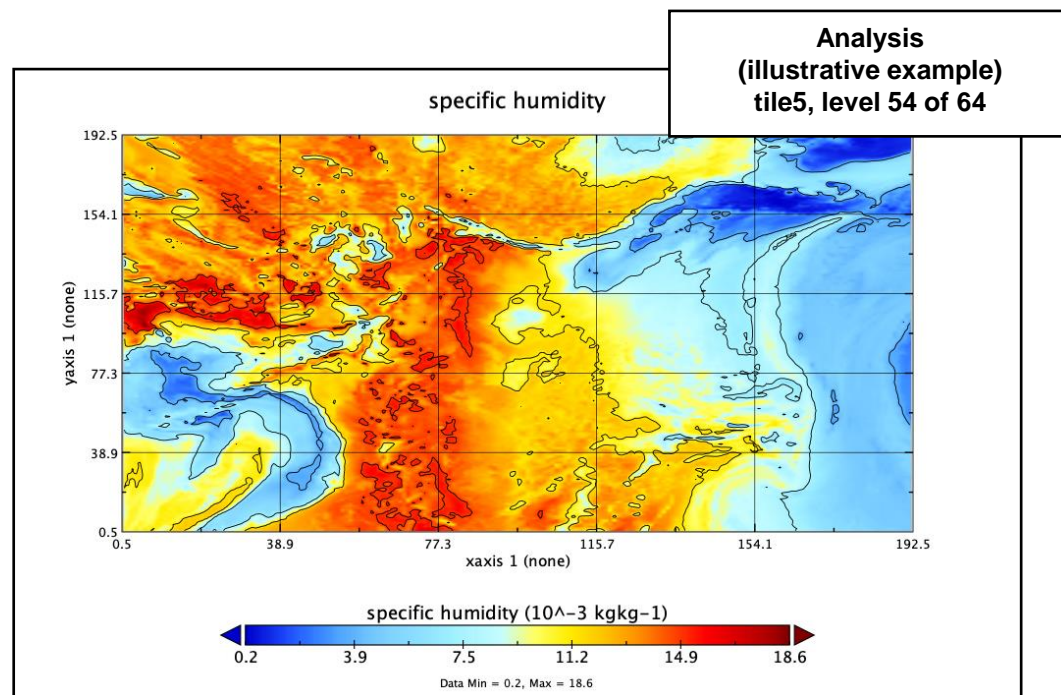 Analysis
(illustrative example)
tile5, level 54 of 64
specific humidity
192.5
154.1
115.7
77.3
38.9
0.5
yaxis 1 (none)
0.5 38.9 77.3 115.7 154.1 192.5
xaxis 1 (none)
specific humidity (10^-3 kgkg-1)
0.2 3.9 7.5 11.2 14.9 18.6
Data Min = 0.2, Max = 18.6